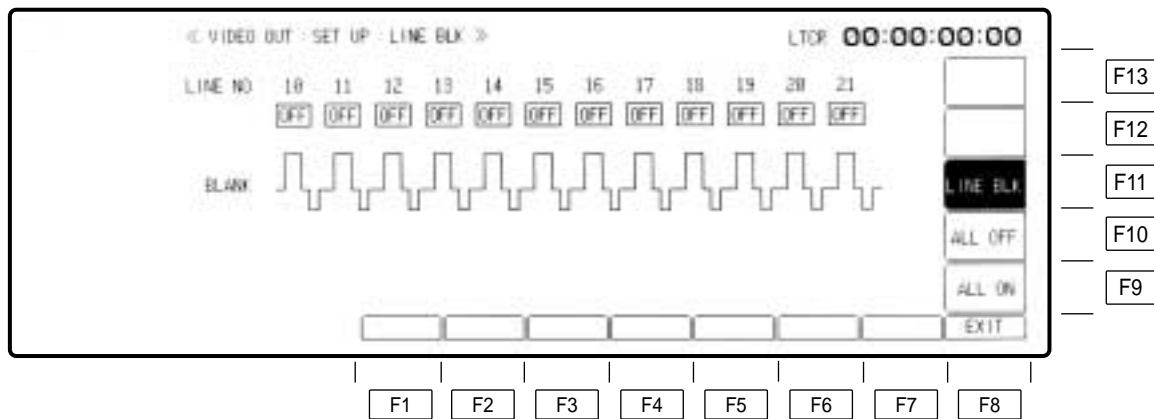 ≪ VIDEO OUT : SET UP : LINE BLK ≫ LTCR 00:00:00:00
LINE NO 10 11 12 13 14 15 16 17 18 19 20 21
OFF OFF OFF OFF OFF OFF OFF OFF OFF OFF OFF OFF
BLANK
LINE BLK
ALL OFF
ALL ON
EXIT
F13
F12
F11
F10
F9
F1 F2 F3 F4 F5 F6 F7 F8